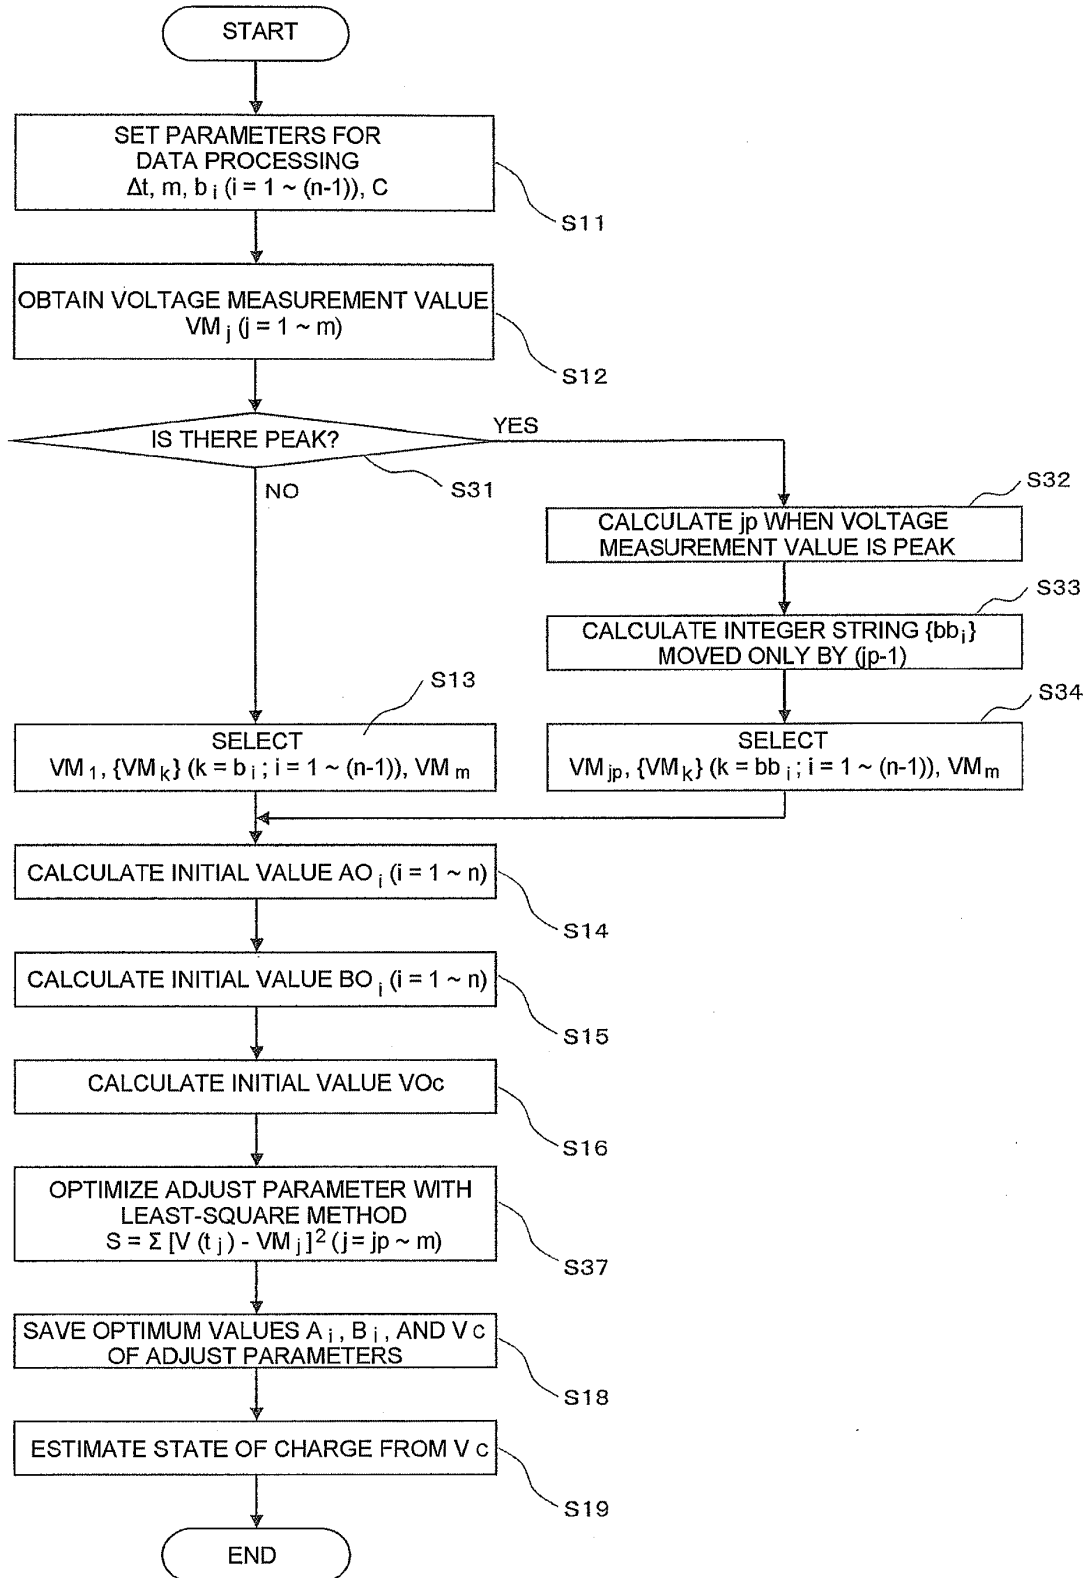 START
SET PARAMETERS FOR
DATA PROCESSING
Δt, m, b i (i = 1 ~ (n-1)), C
S11
OBTAIN VOLTAGE MEASUREMENT VALUE
VM j (j = 1 ~ m)
S12
IS THERE PEAK?
YES
S31
NO
S32
CALCULATE jp WHEN VOLTAGE
MEASUREMENT VALUE IS PEAK
S33
CALCULATE INTEGER STRING {bb i}
MOVED ONLY BY (jp-1)
S13
SELECT
VM 1, {VM k} (k = b i ; i = 1 ~ (n-1)), VM m
S34
SELECT
VM jp, {VM k} (k = bb i ; i = 1 ~ (n-1)), VM m
CALCULATE INITIAL VALUE AO i (i = 1 ~ n)
S14
CALCULATE INITIAL VALUE BO i (i = 1 ~ n)
S15
CALCULATE INITIAL VALUE VOc
S16
OPTIMIZE ADJUST PARAMETER WITH
LEAST-SQUARE METHOD
S = Σ [V (t j) - VM j]² (j = jp ~ m)
S37
SAVE OPTIMUM VALUES A i , B i , AND V c
OF ADJUST PARAMETERS
S18
ESTIMATE STATE OF CHARGE FROM V c
S19
END